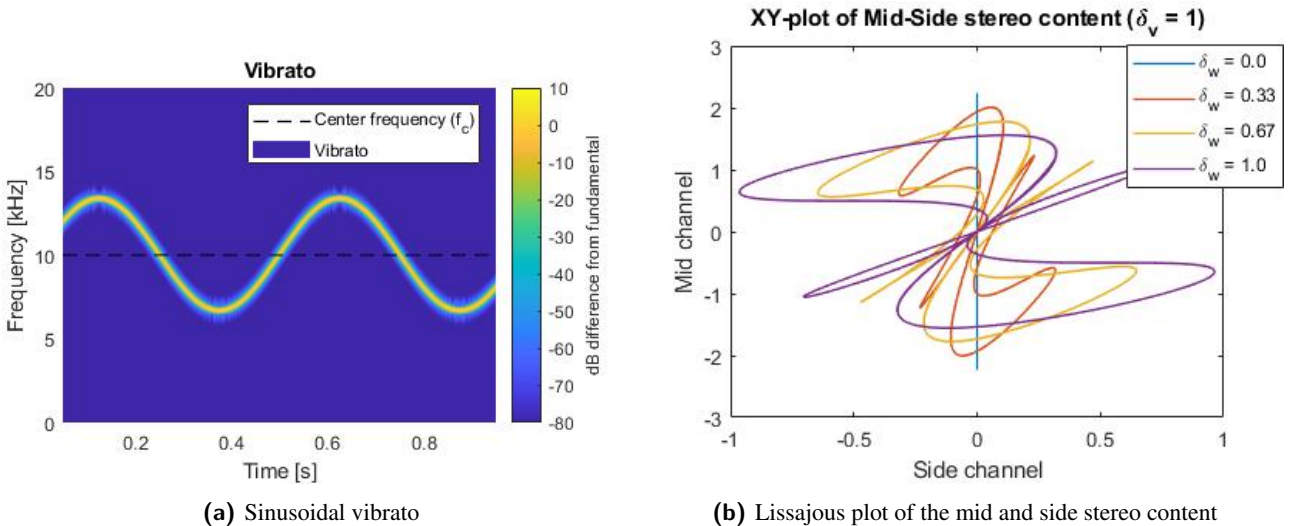 Vibrato
20
15
10
5
0
Frequency [kHz]
0.2
0.4
0.6
0.8
Time [s]
Center frequency (f_c)
Vibrato
10
0
-10
-20
-30
-40
-50
-60
-70
-80
dB difference from fundamental
(a) Sinusoidal vibrato
XY-plot of Mid-Side stereo content (δ_v = 1)
3
2
1
0
-1
-2
-3
Mid channel
-1
-0.5
0
0.5
1
Side channel
δ_w = 0.0
δ_w = 0.33
δ_w = 0.67
δ_w = 1.0
(b) Lissajous plot of the mid and side stereo content